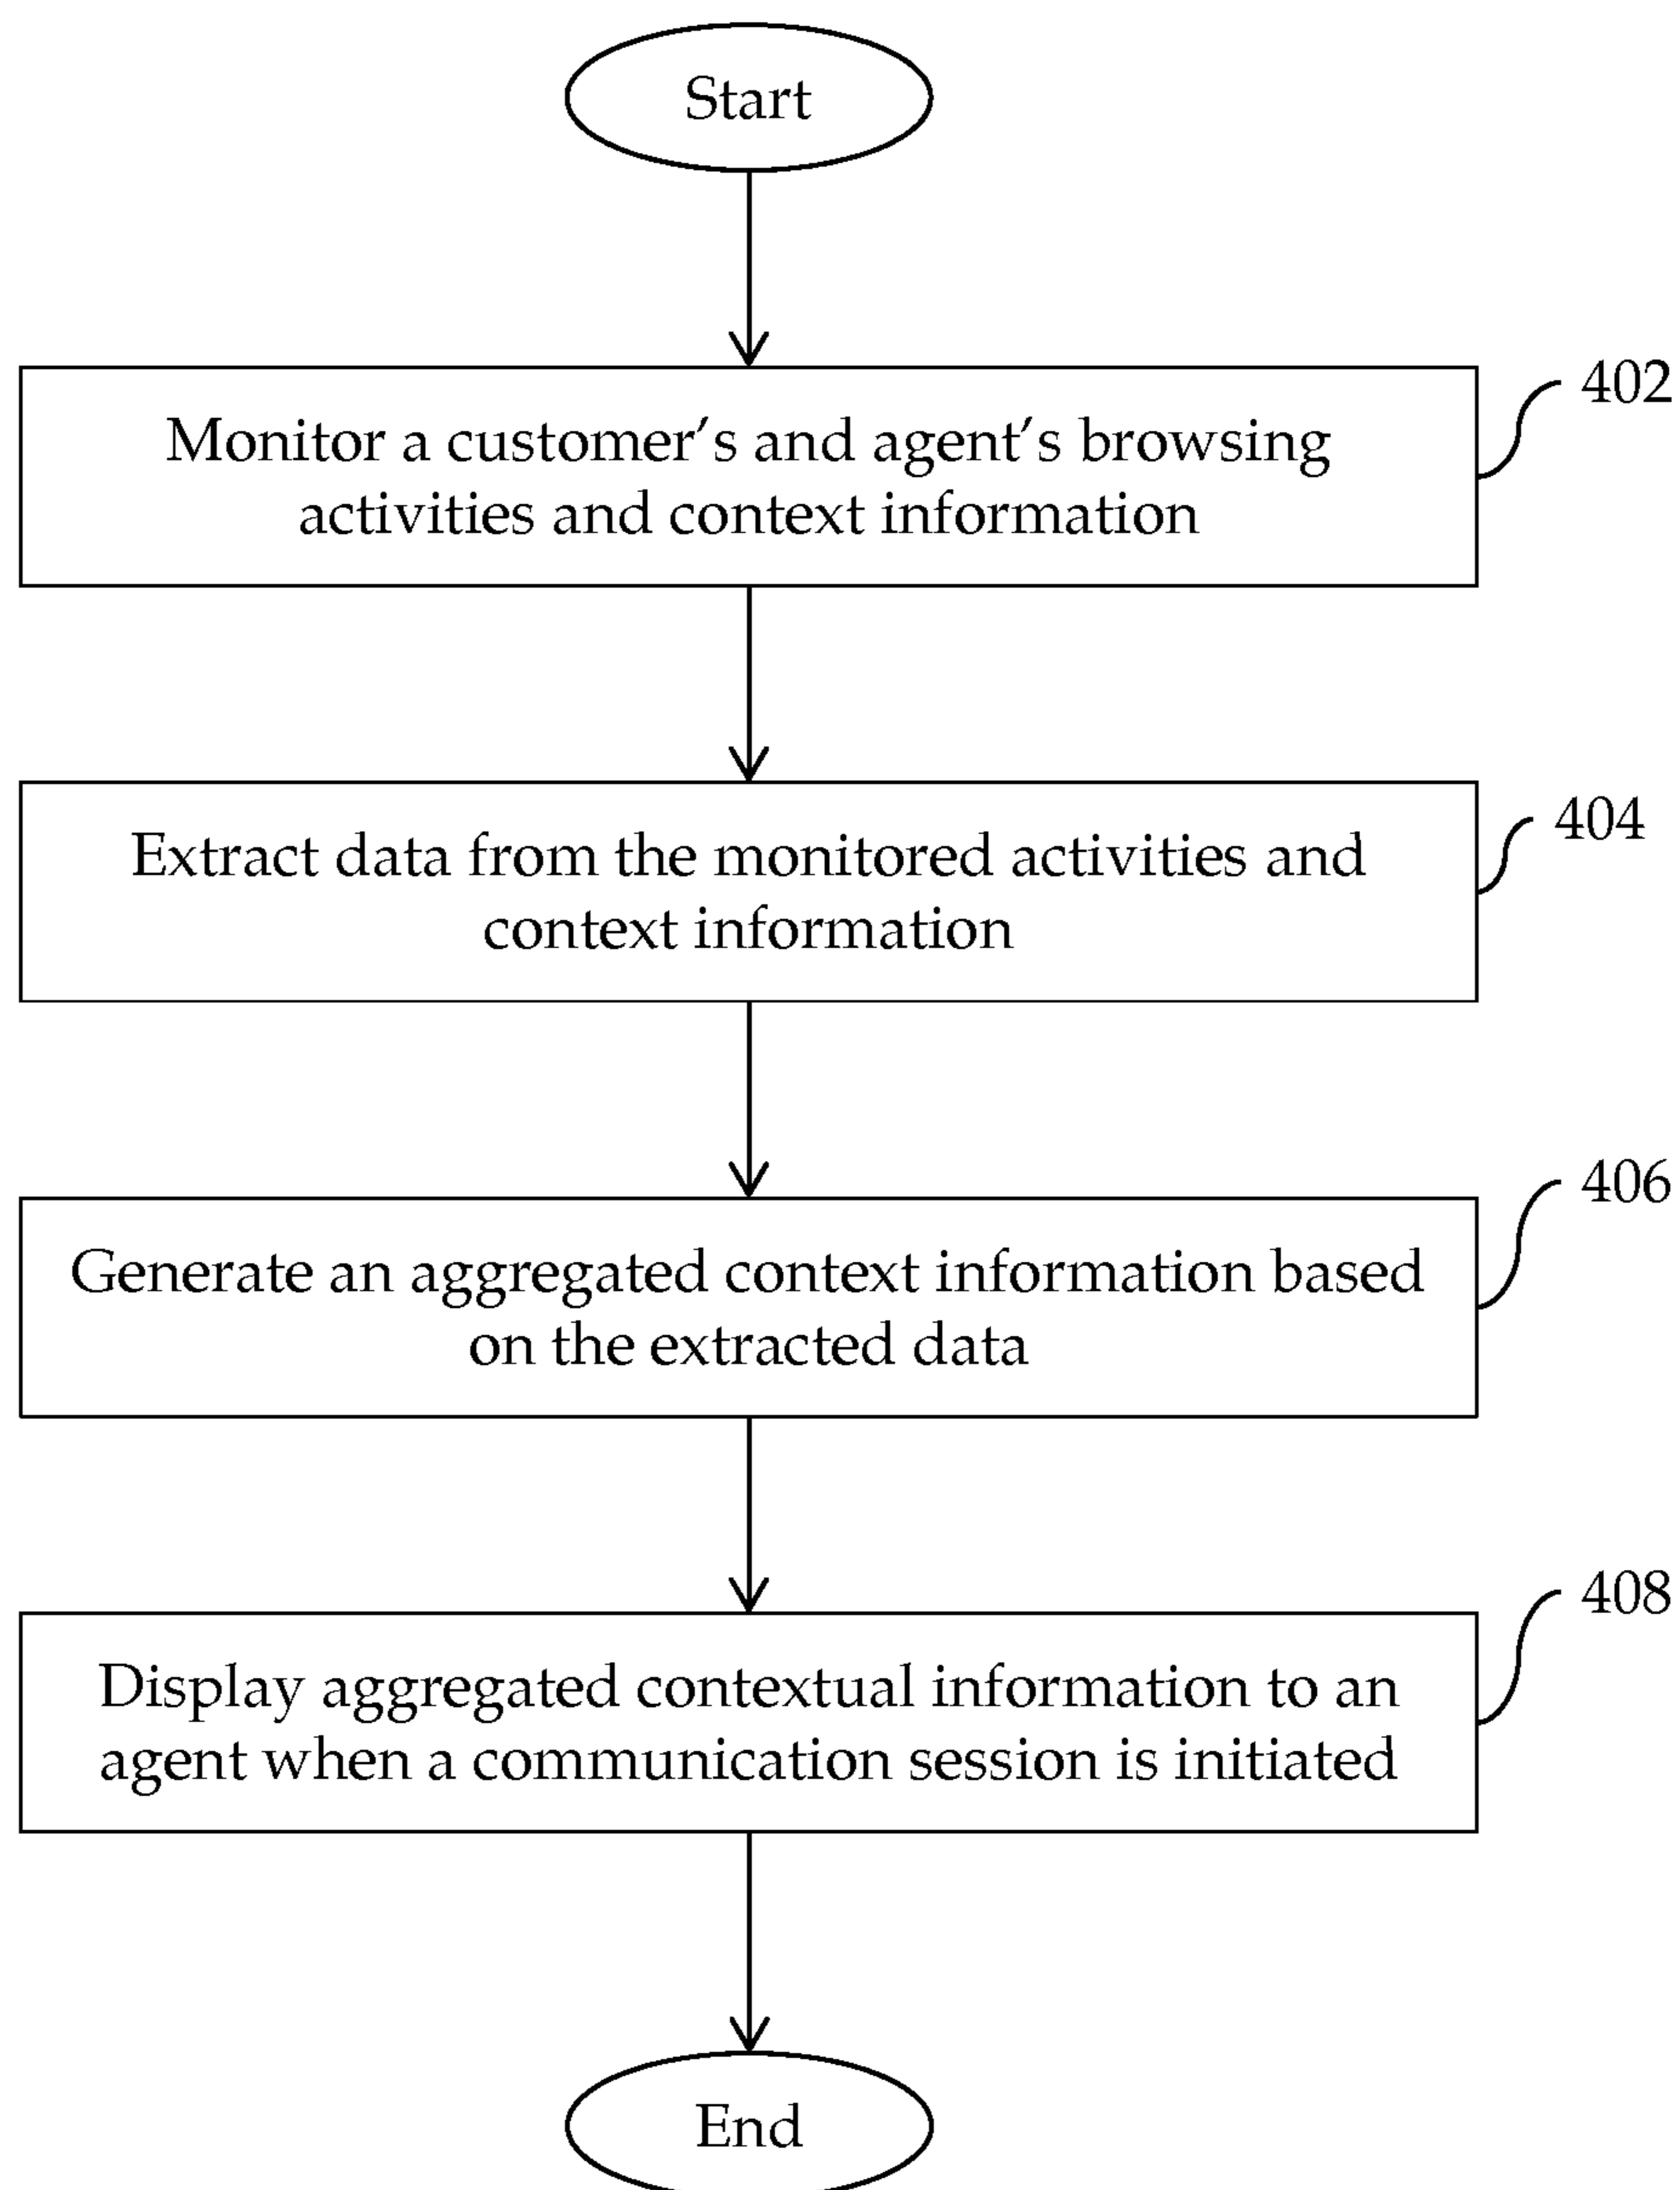 Start
402
Monitor a customer’s and agent’s browsing
activities and context information
404
Extract data from the monitored activities and
context information
406
Generate an aggregated context information based
on the extracted data
408
Display aggregated contextual information to an
agent when a communication session is initiated
End